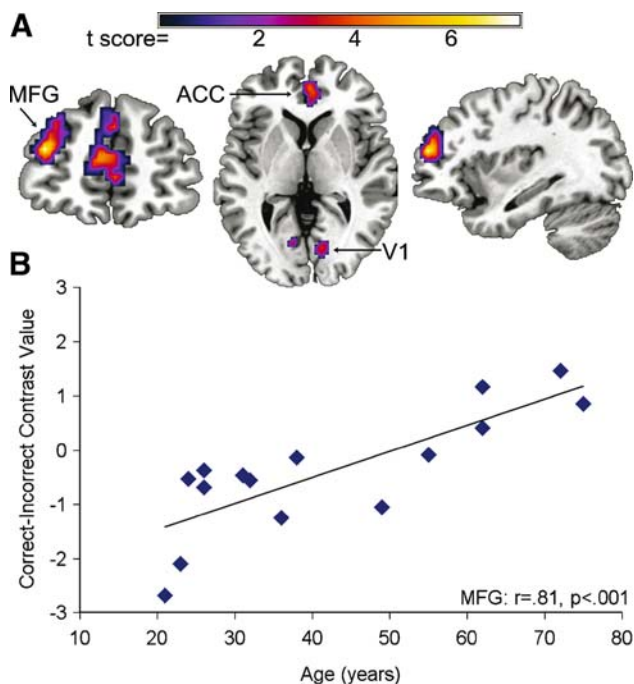 A
t score= 2 4 6
MFG
ACC
V1
B
Correct-Incorrect Contrast Value
3
2
1
0
-1
-2
-3
MFG: r=.81, p<.001
10 20 30 40 50 60 70 80
Age (years)